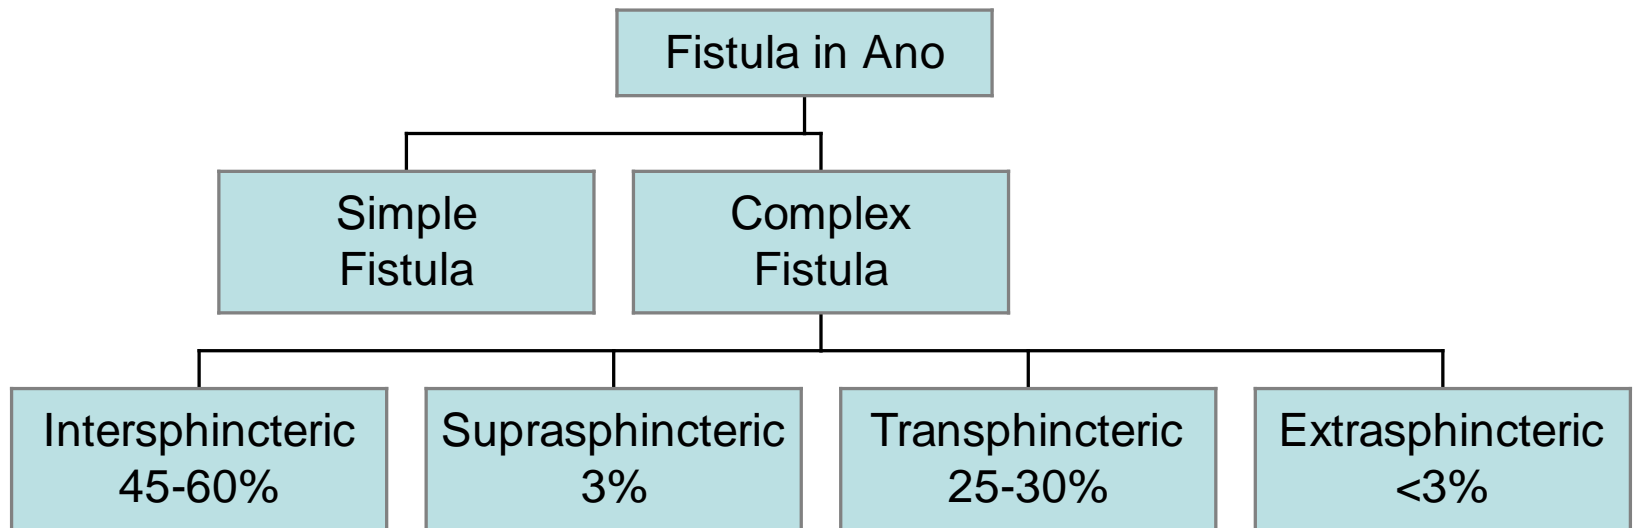 Fistula in Ano
Simple
Fistula
Complex
Fistula
Intersphincteric
45-60%
Suprasphincteric
3%
Transphincteric
25-30%
Extrasphincteric
<3%